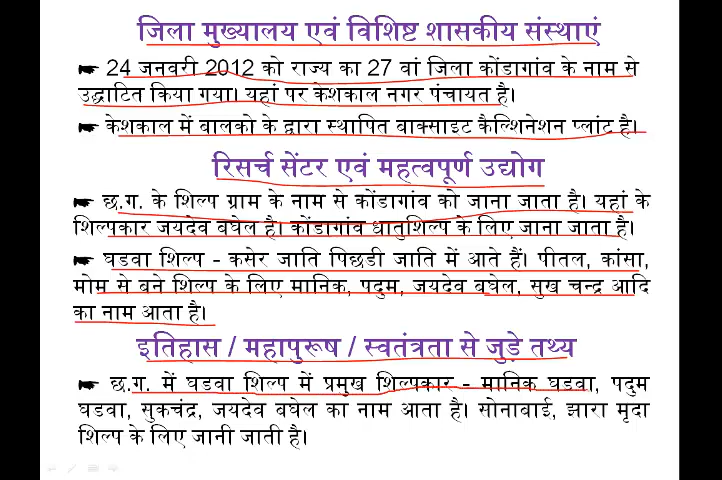 जिला मुख्यालय एवं विशिष्ट शासकीय संस्थाएं
24 जनवरी 2012 को राज्य का 27 वां जिला कोंडागांव के नाम से
उद्घाटित किया गया। यहां पर केशकाल नगर पंचायत है।
केशकाल में बालको के द्वारा स्थापित बाक्साइट कैल्शिनेशन प्लांट है।
रिसर्च सेंटर एवं महत्वपूर्ण उद्योग
छ.ग. के शिल्प ग्राम के नाम से कोंडागांव को जाना जाता है। यहां के
शिल्पकार जयदेव बघेल है। कोंडागांव धातुशिल्प के लिए जाना जाता है।
घडवा शिल्प - कसेर जाति पिछडी जाति में आते हैं। पीतल, कांसा,
मोम से बने शिल्प के लिए मानिक, पदुम, जयदेव बघेल, सुख चन्द्र आदि
का नाम आता है।
इतिहास / महापुरूष / स्वतंत्रता से जुड़े तथ्य
छ.ग. में घडवा शिल्प में प्रमुख शिल्पकार - मानिक घडवा, पदुम
घडवा, सुकचंद्र, जयदेव बघेल का नाम आता है। सोनाबाई, झारा मृदा
शिल्प के लिए जानी जाती है।